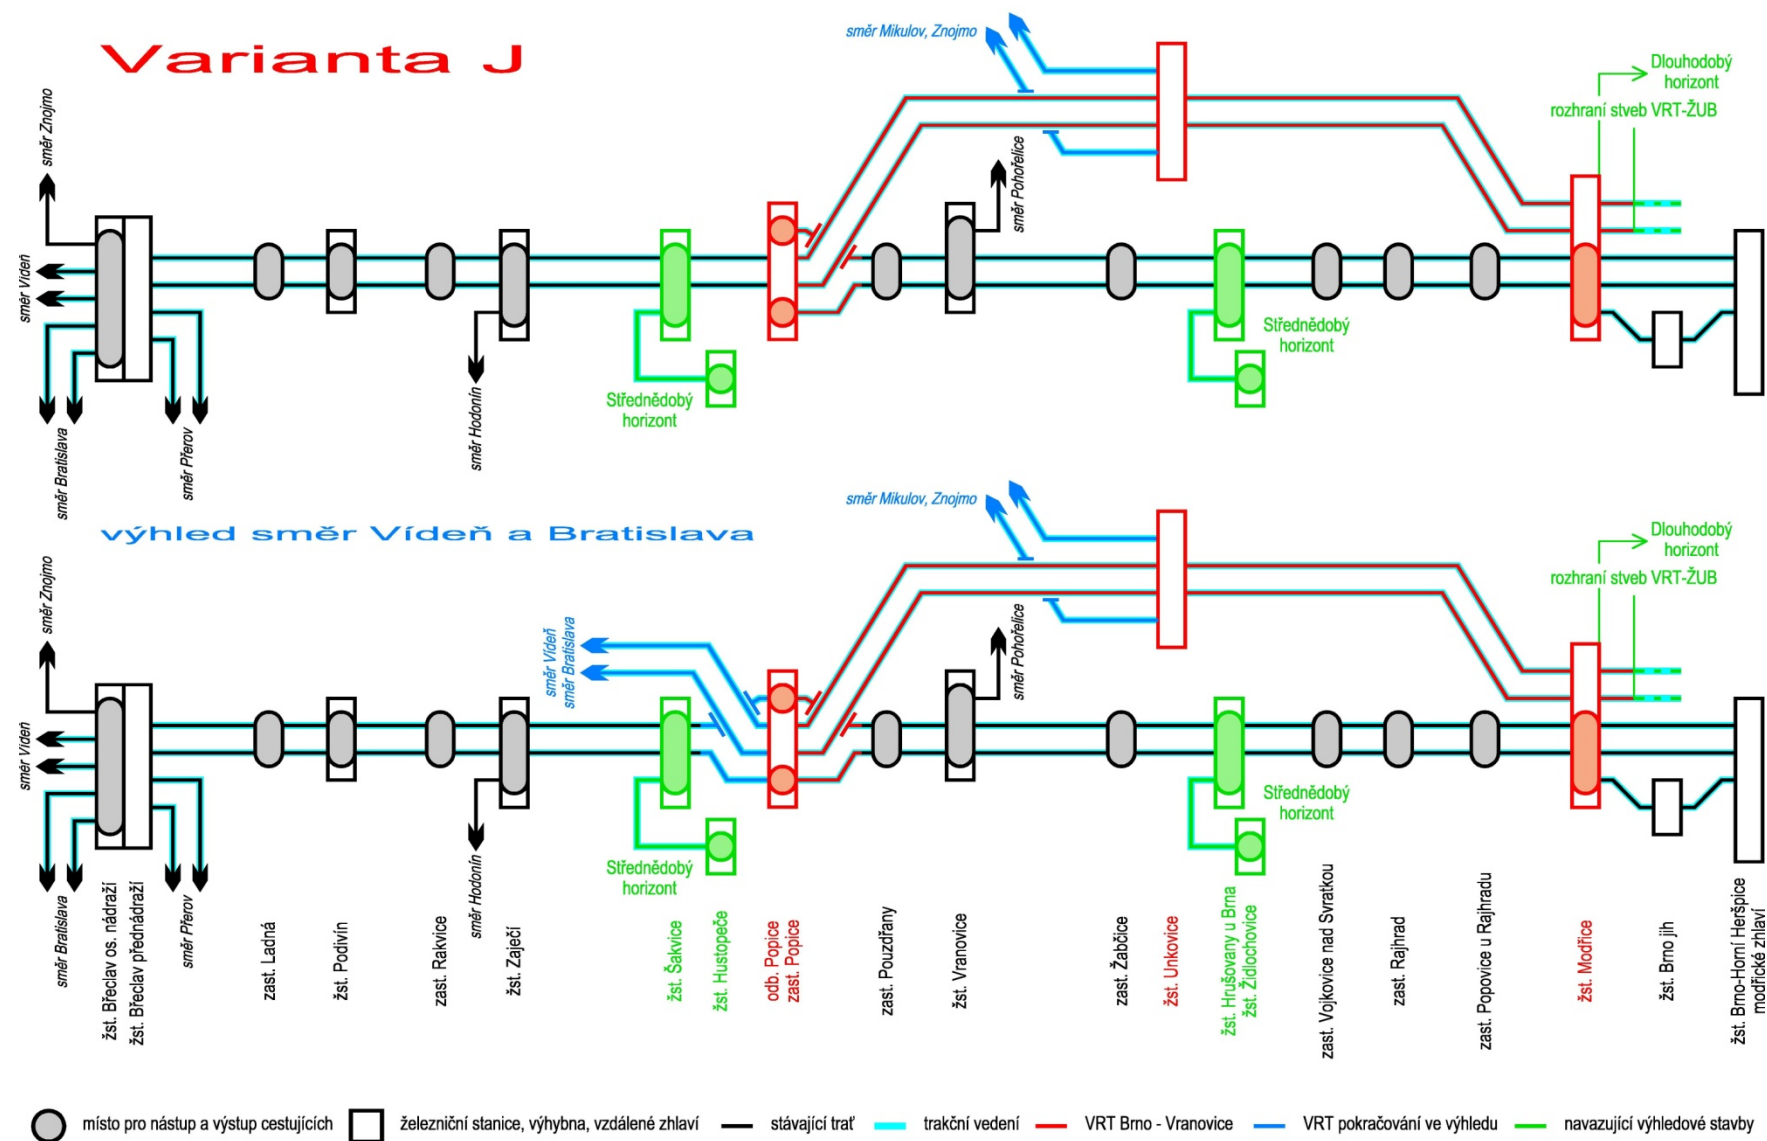 Varianta J
směr Mikulov, Znojmo
Dlouhodobý
horizont
rozhraní stveb VRT-ŽUB
směr Znojmo
směr Pohořelice
směr Vídeň
Střednědobý
horizont
Střednědobý
horizont
směr Bratislava
směr Přerov
směr Hodonín
výhled směr Vídeň a Bratislava
směr Mikulov, Znojmo
Dlouhodobý
horizont
rozhraní stveb VRT-ŽUB
směr Znojmo
směr Vídeň
směr Bratislava
směr Pohořelice
směr Vídeň
Střednědobý
horizont
Střednědobý
horizont
směr Bratislava
směr Přerov
směr Hodonín
žst. Břeclav os. nádraží
žst. Břeclav přednádraží
zast. Ladná
žst. Podivín
zast. Rakvice
žst. Zaječí
žst. Šakvice
žst. Hustopeče
odb. Popice
zast. Popice
zast. Pouzdřany
žst. Vranovice
zast. Žabčice
žst. Unkovice
žst. Hrušovany u Brna
žst. Židlochovice
zast. Vojkovice nad Svratkou
zast. Rajhrad
zast. Popovice u Rajhradu
žst. Modřice
žst. Brno jih
žst. Brno-Horní Heršpice
modřické zhlaví
místo pro nástup a výstup cestujících
železniční stanice, výhybna, vzdálené zhlaví
stávající trať
trakční vedení
VRT Brno - Vranovice
VRT pokračování ve výhledu
navazující výhledové stavby